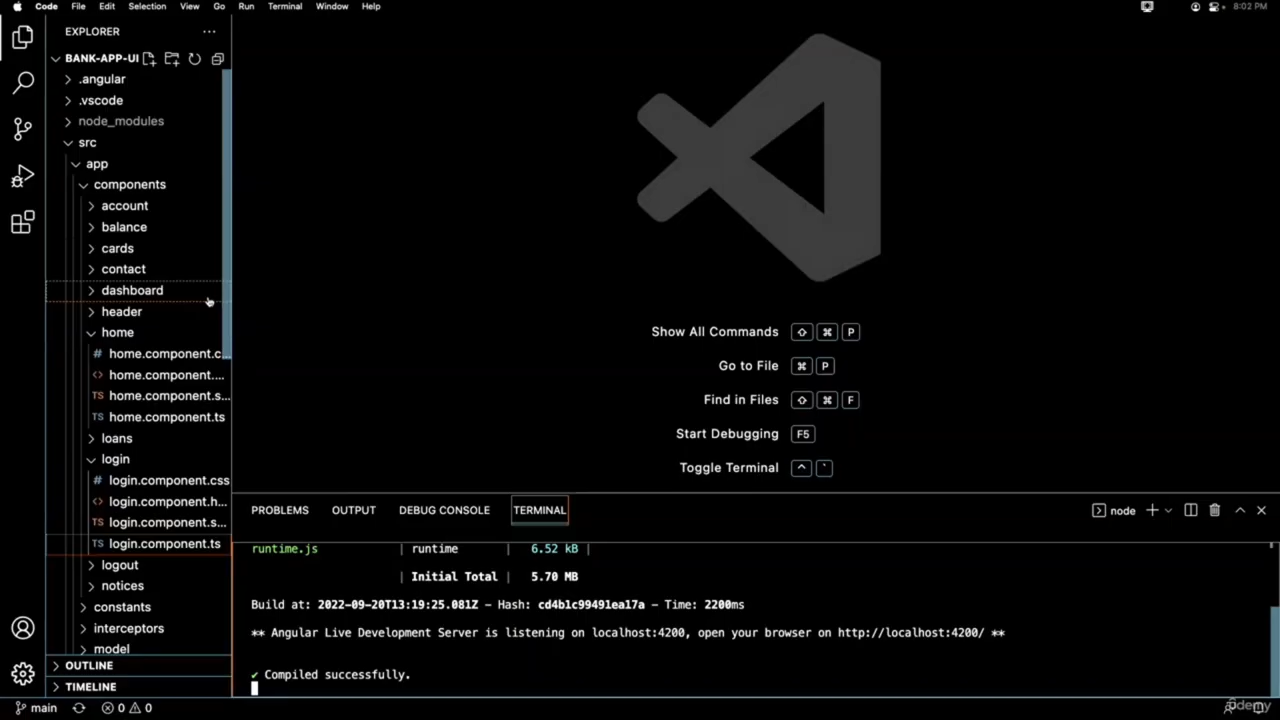 Code File Edit Selection View Go Run Terminal Window Help 8:02 PM
EXPLORER
BANK-APP-UI
.angular
.vscode
node_modules
src
app
components
account
balance
cards
contact
dashboard
header
home
# home.component.c...
<> home.component....
TS home.component.s...
TS home.component.ts
loans
login
# login.component.css
<> login.component.h...
TS login.component.s...
TS login.component.ts
logout
notices
constants
interceptors
model
OUTLINE
TIMELINE
Show All Commands ⇧ ⌘ P
Go to File ⌘ P
Find in Files ⇧ ⌘ F
Start Debugging F5
Toggle Terminal ^ `
PROBLEMS OUTPUT DEBUG CONSOLE TERMINAL node
runtime.js | runtime | 6.52 kB |
| Initial Total | 5.70 MB
Build at: 2022-09-20T13:19:25.081Z - Hash: cd4b1c99491ea17a - Time: 2200ms
** Angular Live Development Server is listening on localhost:4200, open your browser on http://localhost:4200/ **
✔ Compiled successfully.
main 0 0
Udemy